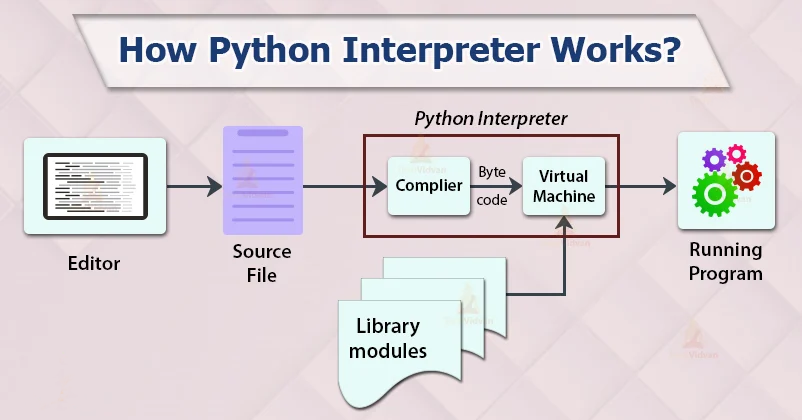 How Python Interpreter Works?
Python Interpreter
Editor
Source
File
Complier
Byte
code
Virtual
Machine
Running
Program
Library
modules